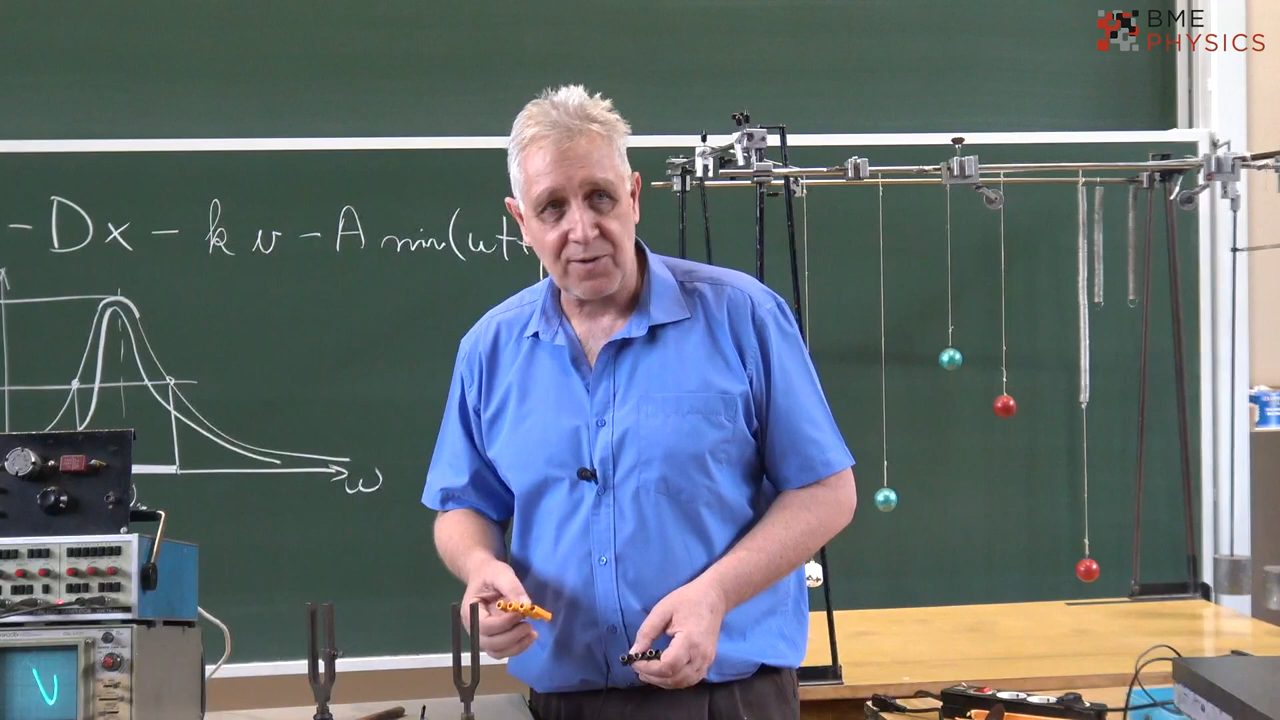 BME
PHYSICS
-Dx - kv - A sin(ωt+
ω